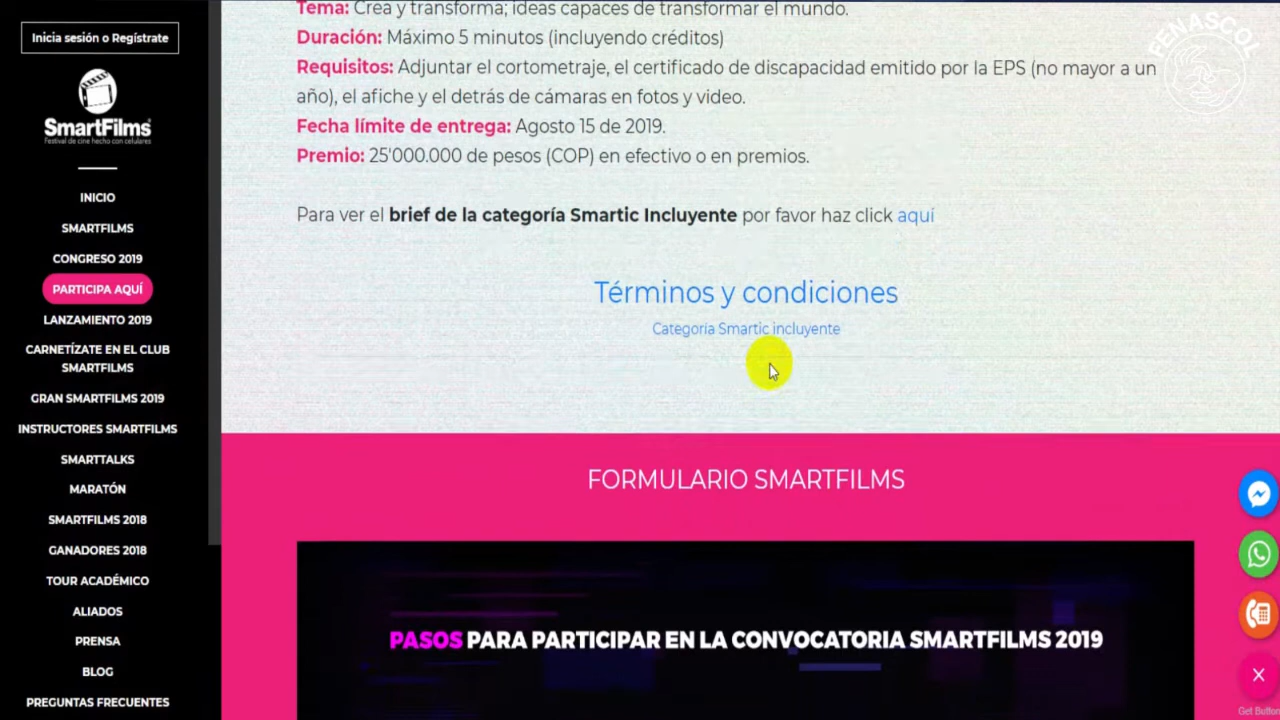 Inicia sesión o Regístrate
SmartFilms
Festival de cine hecho con celulares
INICIO
SMARTFILMS
CONGRESO 2019
PARTICIPA AQUÍ
LANZAMIENTO 2019
CARNETÍZATE EN EL CLUB
SMARTFILMS
GRAN SMARTFILMS 2019
INSTRUCTORES SMARTFILMS
SMARTTALKS
MARATÓN
SMARTFILMS 2018
GANADORES 2018
TOUR ACADÉMICO
ALIADOS
PRENSA
BLOG
PREGUNTAS FRECUENTES
Tema: Crea y transforma; ideas capaces de transformar el mundo.
Duración: Máximo 5 minutos (incluyendo créditos)
Requisitos: Adjuntar el cortometraje, el certificado de discapacidad emitido por la EPS (no mayor a un
año), el afiche y el detrás de cámaras en fotos y video.
Fecha límite de entrega: Agosto 15 de 2019.
Premio: 25'000.000 de pesos (COP) en efectivo o en premios.
Para ver el brief de la categoría Smartic Incluyente por favor haz click aquí
Términos y condiciones
Categoría Smartic incluyente
FORMULARIO SMARTFILMS
PASOS PARA PARTICIPAR EN LA CONVOCATORIA SMARTFILMS 2019
FENASCOL
Get Button